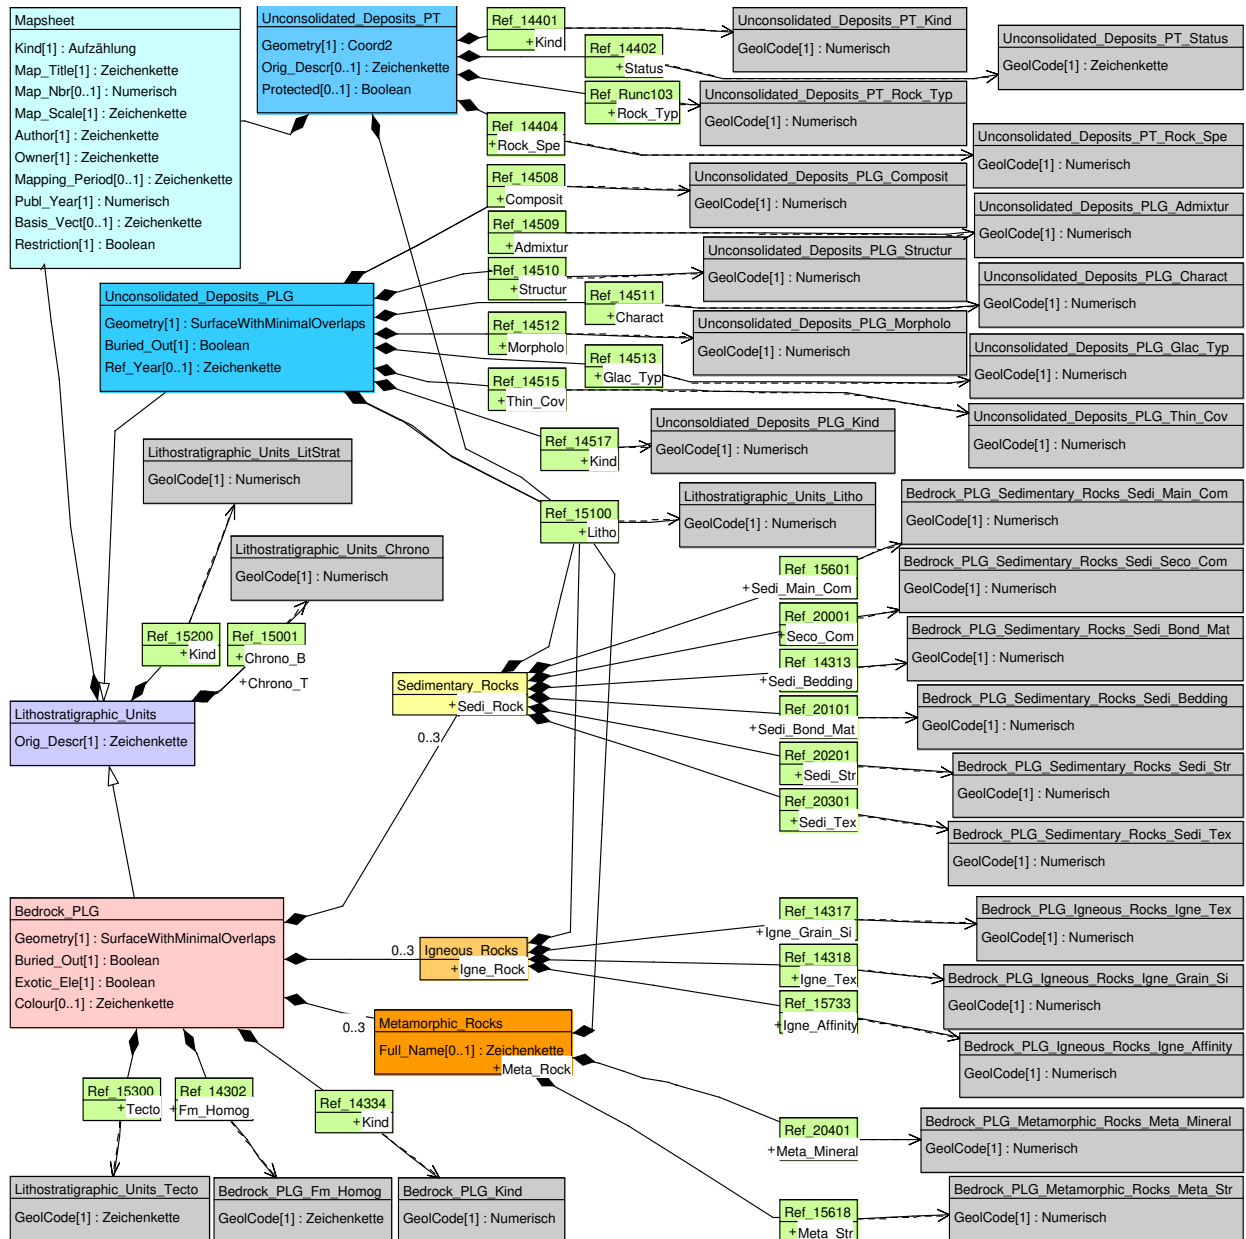 Mapsheet
Kind[1] : Aufzählung
Map_Title[1] : Zeichenkette
Map_Nbr[0..1] : Numerisch
Map_Scale[1] : Zeichenkette
Author[1] : Zeichenkette
Owner[1] : Zeichenkette
Mapping_Period[0..1] : Zeichenkette
Publ_Year[1] : Numerisch
Basis_Vect[0..1] : Zeichenkette
Restriction[1] : Boolean
Unconsolidated_Deposits_PT
Geometry[1] : Coord2
Orig_Descr[0..1] : Zeichenkette
Protected[0..1] : Boolean
Ref_14401
+Kind
Ref_14402
+Status
Ref_Runc103
+Rock_Typ
Ref_14404
+Rock_Spe
Unconsolidated_Deposits_PT_Kind
GeolCode[1] : Numerisch
Unconsolidated_Deposits_PT_Status
GeolCode[1] : Zeichenkette
Unconsolidated_Deposits_PT_Rock_Typ
GeolCode[1] : Numerisch
Unconsolidated_Deposits_PT_Rock_Spe
GeolCode[1] : Numerisch
Unconsolidated_Deposits_PLG
Geometry[1] : SurfaceWithMinimalOverlaps
Buried_Out[1] : Boolean
Ref_Year[0..1] : Zeichenkette
Ref_14508
+Composit
Ref_14509
+Admixtur
Ref_14510
+Structur
Ref_14511
+Charact
Ref_14512
+Morpholo
Ref_14513
+Glac_Typ
Ref_14515
+Thin_Cov
Ref_14517
+Kind
Unconsolidated_Deposits_PLG_Composit
GeolCode[1] : Numerisch
Unconsolidated_Deposits_PLG_Admixtur
GeolCode[1] : Numerisch
Unconsolidated_Deposits_PLG_Structur
GeolCode[1] : Numerisch
Unconsolidated_Deposits_PLG_Charact
GeolCode[1] : Numerisch
Unconsolidated_Deposits_PLG_Morpholo
GeolCode[1] : Numerisch
Unconsolidated_Deposits_PLG_Glac_Typ
GeolCode[1] : Numerisch
Unconsolidated_Deposits_PLG_Thin_Cov
GeolCode[1] : Numerisch
Unconsoldiated_Deposits_PLG_Kind
GeolCode[1] : Numerisch
Lithostratigraphic_Units_LitStrat
GeolCode[1] : Numerisch
Lithostratigraphic_Units_Chrono
GeolCode[1] : Numerisch
Ref_15200
+Kind
Ref_15001
+Chrono_B
+Chrono_T
Lithostratigraphic_Units
Orig_Descr[1] : Zeichenkette
Ref_15100
+Litho
Lithostratigraphic_Units_Litho
GeolCode[1] : Numerisch
Sedimentary_Rocks
+Sedi_Rock
0..3
Ref_15601
+Sedi_Main_Com
Ref_20001
+Seco_Com
Ref_14313
+Sedi_Bedding
Ref_20101
+Sedi_Bond_Mat
Ref_20201
+Sedi_Str
Ref_20301
+Sedi_Tex
Bedrock_PLG_Sedimentary_Rocks_Sedi_Main_Com
GeolCode[1] : Numerisch
Bedrock_PLG_Sedimentary_Rocks_Sedi_Seco_Com
GeolCode[1] : Numerisch
Bedrock_PLG_Sedimentary_Rocks_Sedi_Bond_Mat
GeolCode[1] : Numerisch
Bedrock_PLG_Sedimentary_Rocks_Sedi_Bedding
GeolCode[1] : Numerisch
Bedrock_PLG_Sedimentary_Rocks_Sedi_Str
GeolCode[1] : Numerisch
Bedrock_PLG_Sedimentary_Rocks_Sedi_Tex
GeolCode[1] : Numerisch
Bedrock_PLG
Geometry[1] : SurfaceWithMinimalOverlaps
Buried_Out[1] : Boolean
Exotic_Ele[1] : Boolean
Colour[0..1] : Zeichenkette
0..3
Igneous_Rocks
+Igne_Rock
0..3
Metamorphic_Rocks
Full_Name[0..1] : Zeichenkette
+Meta_Rock
Ref_14317
+Igne_Grain_Si
Ref_14318
+Igne_Tex
Ref_15733
+Igne_Affinity
Bedrock_PLG_Igneous_Rocks_Igne_Tex
GeolCode[1] : Numerisch
Bedrock_PLG_Igneous_Rocks_Igne_Grain_Si
GeolCode[1] : Numerisch
Bedrock_PLG_Igneous_Rocks_Igne_Affinity
GeolCode[1] : Numerisch
Ref_15300
+Tecto
Ref_14302
+Fm_Homog
Ref_14334
+Kind
Ref_20401
+Meta_Mineral
Bedrock_PLG_Metamorphic_Rocks_Meta_Mineral
GeolCode[1] : Numerisch
Lithostratigraphic_Units_Tecto
GeolCode[1] : Zeichenkette
Bedrock_PLG_Fm_Homog
GeolCode[1] : Zeichenkette
Bedrock_PLG_Kind
GeolCode[1] : Numerisch
Ref_15618
+Meta_Str
Bedrock_PLG_Metamorphic_Rocks_Meta_Str
GeolCode[1] : Numerisch